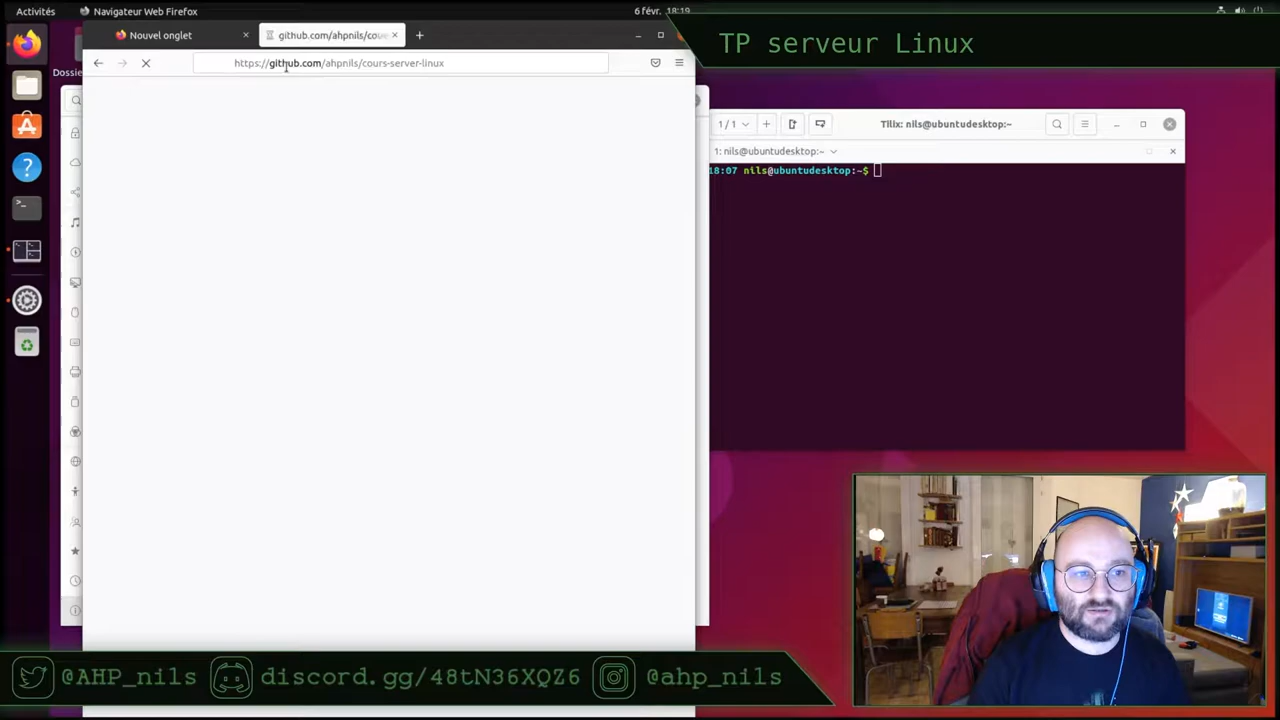 Activités
Navigateur Web Firefox
6 févr. 18:19
Nouvel onglet
github.com/ahpnils/cou
https://github.com/ahpnils/cours-server-linux
Dossie
TP serveur Linux
1 / 1
Tilix: nils@ubuntudesktop:~
1: nils@ubuntudesktop:~
18:07 nils@ubuntudesktop:~$
@AHP_nils
discord.gg/48tN36XQZ6
@ahp_nils